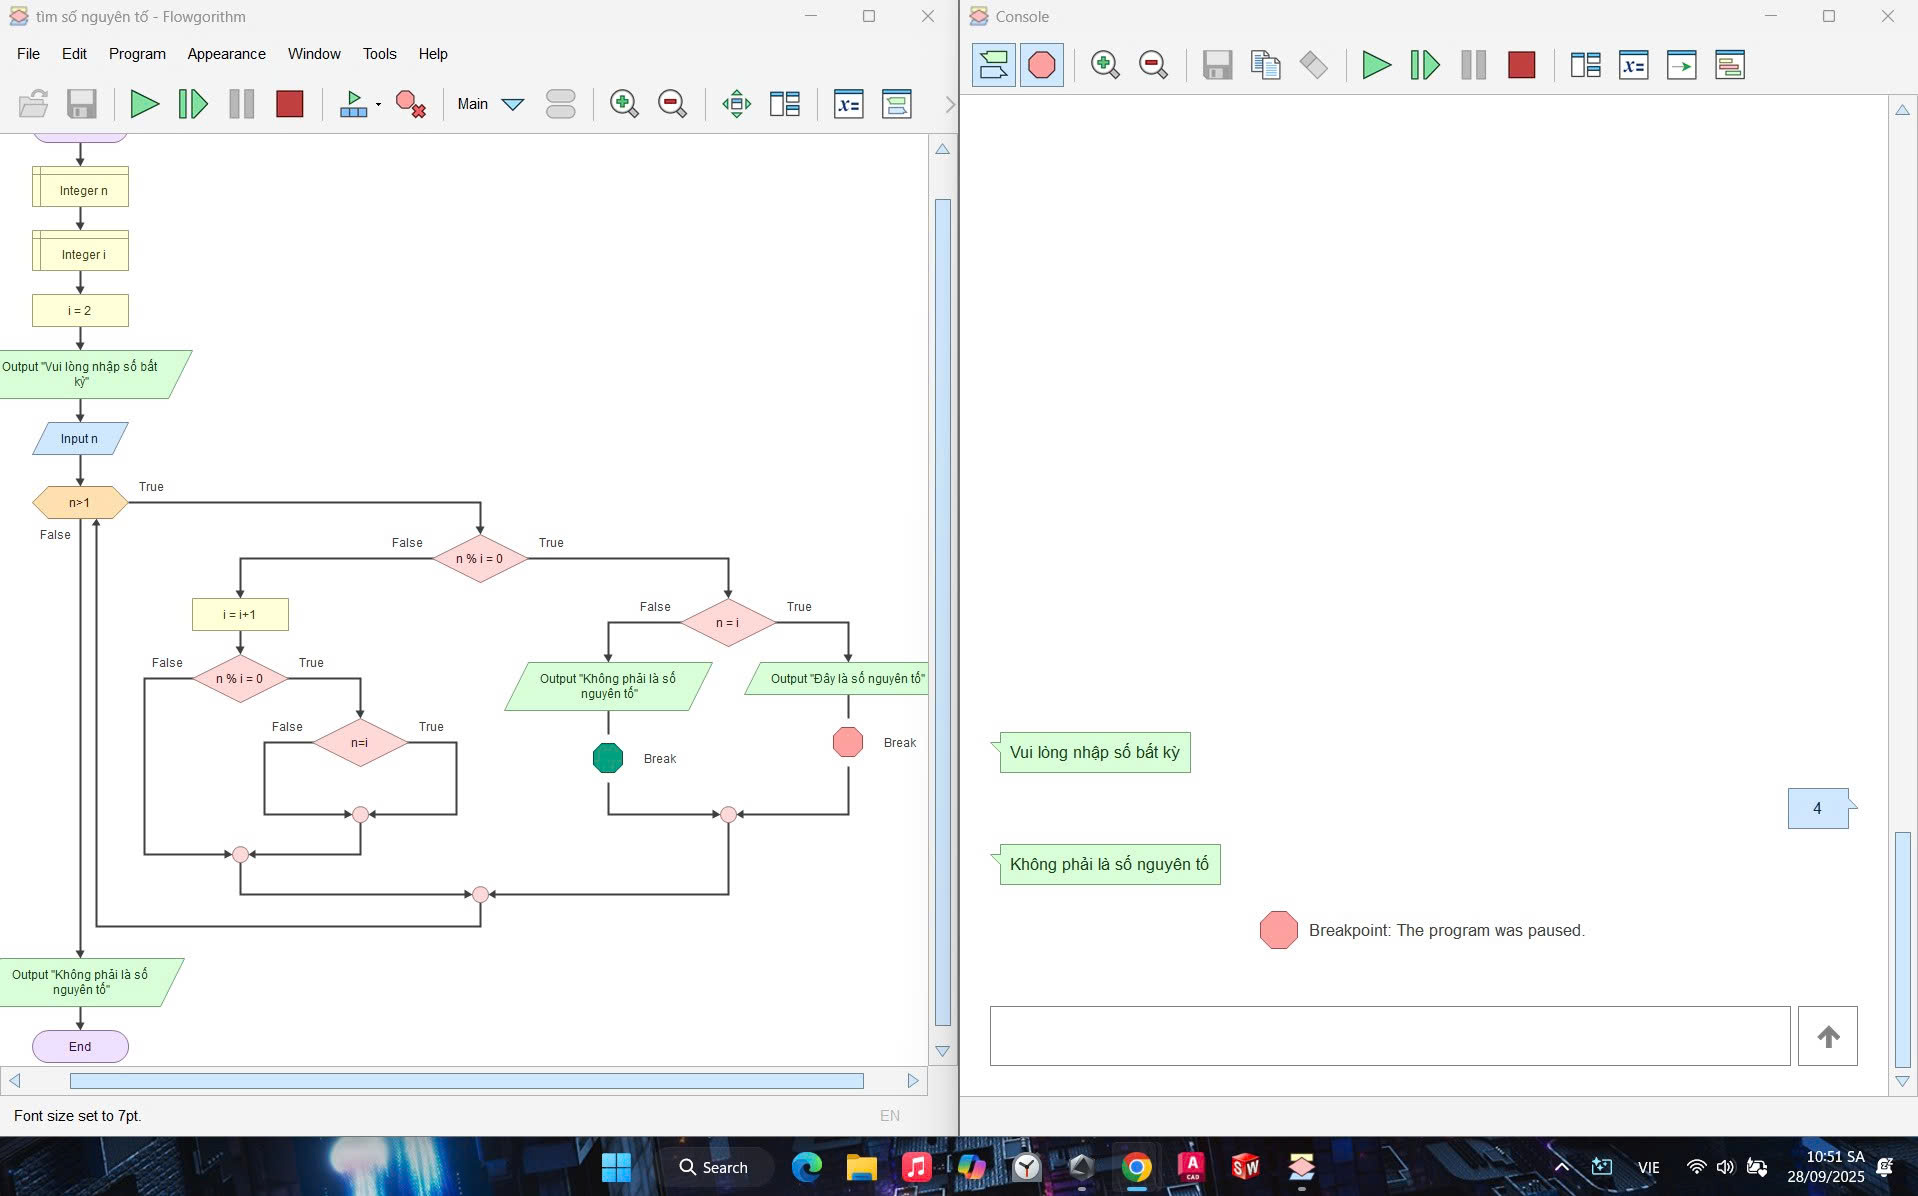 tìm số nguyên tố - Flowgorithm
File Edit Program Appearance Window Tools Help
Main
x=
Integer n
Integer i
i = 2
Output "Vui lòng nhập số bất
kỳ"
Input n
n>1
True
False
n % i = 0
False
True
i = i+1
n = i
False
True
n % i = 0
False
True
Output "Không phải là số
nguyên tố"
Output "Đây là số nguyên tố"
n=i
False
True
Break
Break
Output "Không phải là số
nguyên tố"
End
Font size set to 7pt.
EN
Console
x=
Vui lòng nhập số bất kỳ
4
Không phải là số nguyên tố
Breakpoint: The program was paused.
Search
A
CAD
SW
VIE
10:51 SA
28/09/2025